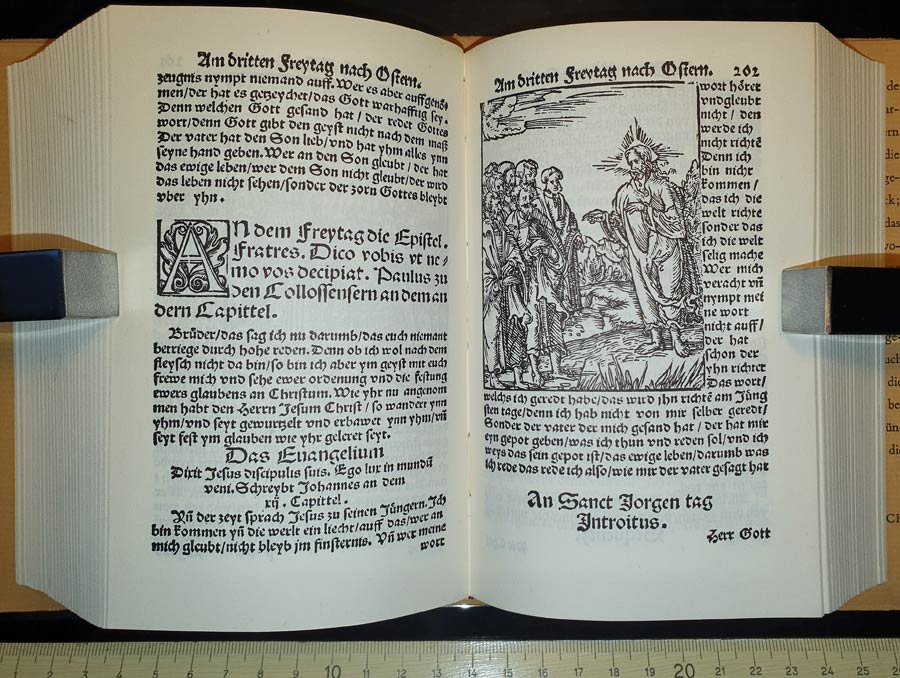 Am dritten Freytag nach Ostern.
zeugnis nympt niemand auff. Wer es aber auffgenõ-
men/der hat es getzeychet/das Gott warhafftig sey.
Denn welchen Gott gesand hat / der redet Gottes
wort/denn Gott gibt den geyst nicht nach dem maß
Der vater hat den Son lieb/vnd hat yhm alles ynn
seyne hand geben. Wer an den Son gleubt / der hat
das ewige leben/wer dem Son nicht gleubt/der wird
das leben nicht sehen/sonder der zorn Gottes bleybt
vber yhn.
AN dem Freytag die Epistel.
Fratres. Dico vobis vt ne=
mo vos decipiat. Paulus zu
den Collossensern an dem an
dern Capittel.
Brüder/das sag ich nu darumb/das euch niemant
betriege durch hohe reden. Denn ob ich wol nach dem
fleysch nicht da bin/so bin ich aber ym geyst mit euch
frewe mich vnd sehe ewer ordenung vnd die festung
ewers glaubens an Christum. Wie yhr nu angenom
men habt den Herrn Jesum Christ / so wandert ynn
yhm/vnd seyt gewurtzelt vnd erbawet ynn yhm/vñ
seyt fest ym glauben wie yhr geleret seyt.
Das Euangelium
Dixit Jesus discipulis suis. Ego lux in mundũ
veni. Schreybt Johannes an dem
xij. Capittel.
Yñ der zeyt sprach Jesus zu seinen Jüngern. Ich
bin kommen yñ die werlt ein liecht/auff das/wer an
mich gleubt/nicht bleyb jm finsternis. Vñ wer meine
wort
Am dritten Freytag nach Ostern. 202
wort höret
vndgleubt
nicht / den
werde ich
nicht richtẽ
Denn ich
bin nicht
kommen /
das ich die
welt richte
sonder das
ich die welt
selig mache
Wer mich
veracht vñ
nympt mei
ne wort
nicht auff/
der hat
schon der
yhn richter
Das wort/
welchs ich geredt habe/das wird ihn richtẽ am Jüng
sten tage/denn ich hab nicht von mir selber geredt/
Sonder der vater der mich gesand hat / der hat mir
eyn gepot geben/was ich thun vnd reden sol/vnd ich
weys das sein gepot ist/das ewige leben/darumb was
ich rede das rede ich also/wie mir der vater gesagt hat
An Sanct Jorgen tag
Introitus.
Herr Gott
10
20